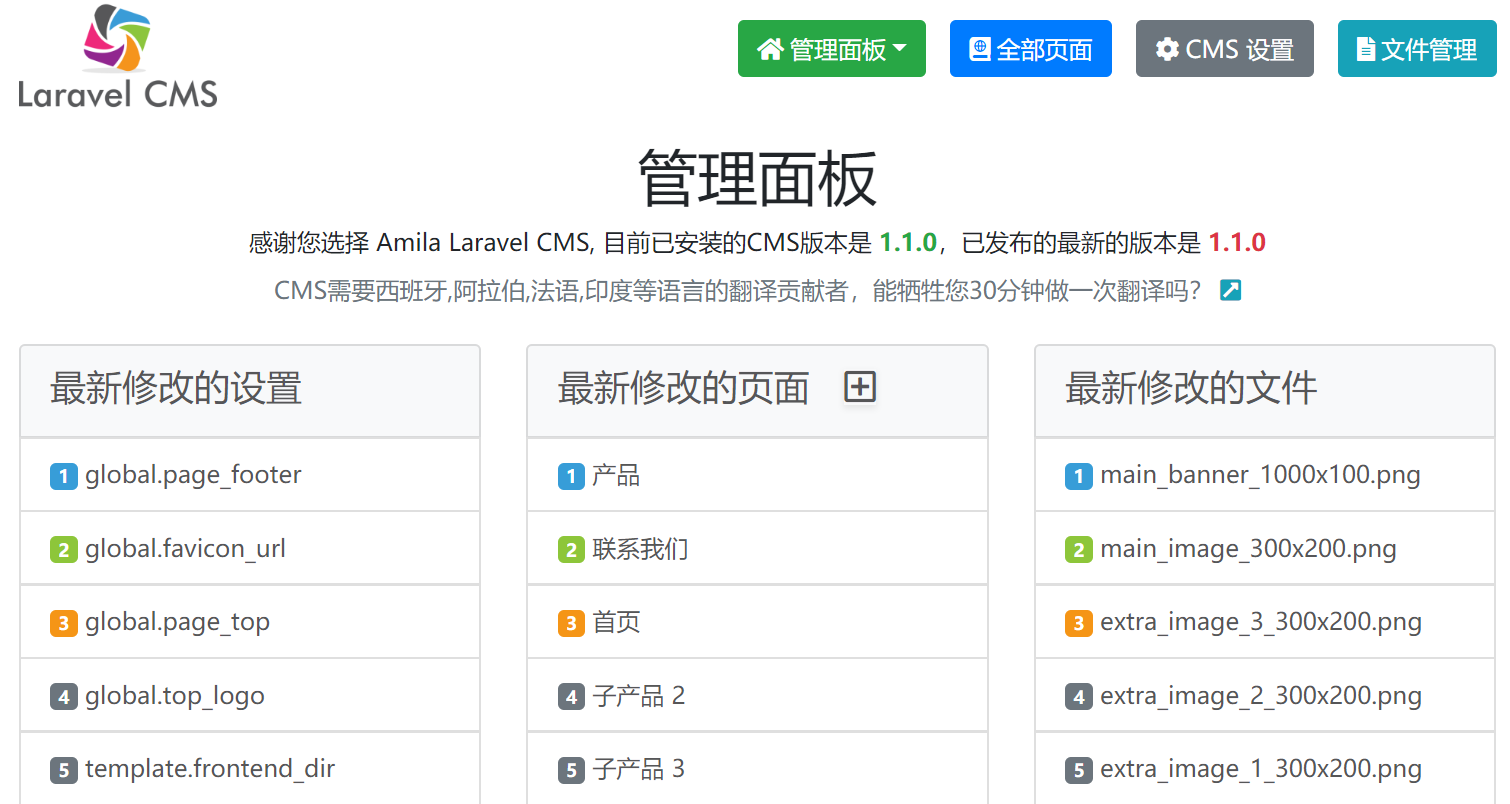 Laravel CMS
管理面板
全部页面
CMS 设置
文件管理
管理面板
感谢您选择 Amila Laravel CMS, 目前已安装的CMS版本是 1.1.0，已发布的最新的版本是 1.1.0
CMS需要西班牙,阿拉伯,法语,印度等语言的翻译贡献者，能牺牲您30分钟做一次翻译吗？
最新修改的设置
1 global.page_footer
2 global.favicon_url
3 global.page_top
4 global.top_logo
5 template.frontend_dir
最新修改的页面
1 产品
2 联系我们
3 首页
4 子产品 2
5 子产品 3
最新修改的文件
1 main_banner_1000x100.png
2 main_image_300x200.png
3 extra_image_3_300x200.png
4 extra_image_2_300x200.png
5 extra_image_1_300x200.png